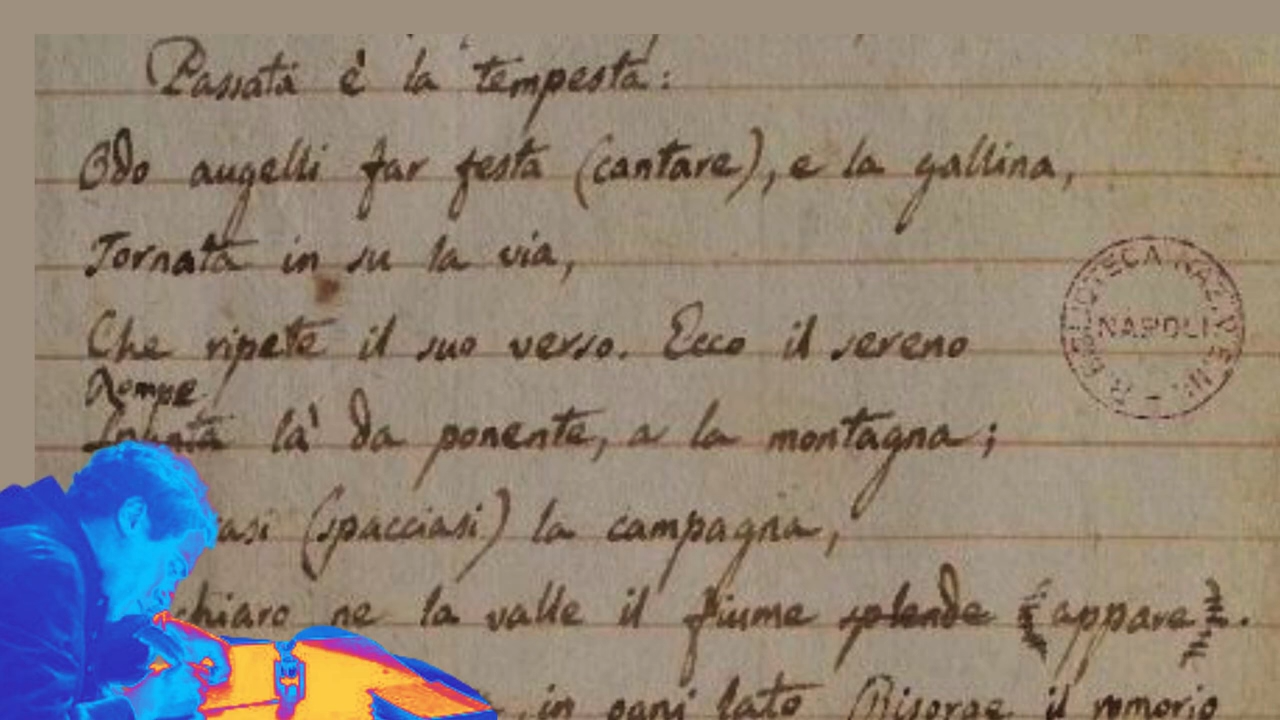 Passata è la tempesta:
Odo augelli far festa (cantare), e la gallina,
Tornata in su la via,
Che ripete il suo verso. Ecco il sereno
Rompe
là da ponente, a la montagna;
asi (spacciasi) la campagna,
chiaro ne la valle il fiume splende (appare).
in ogni lato Risorge il romorio
NAPOLI